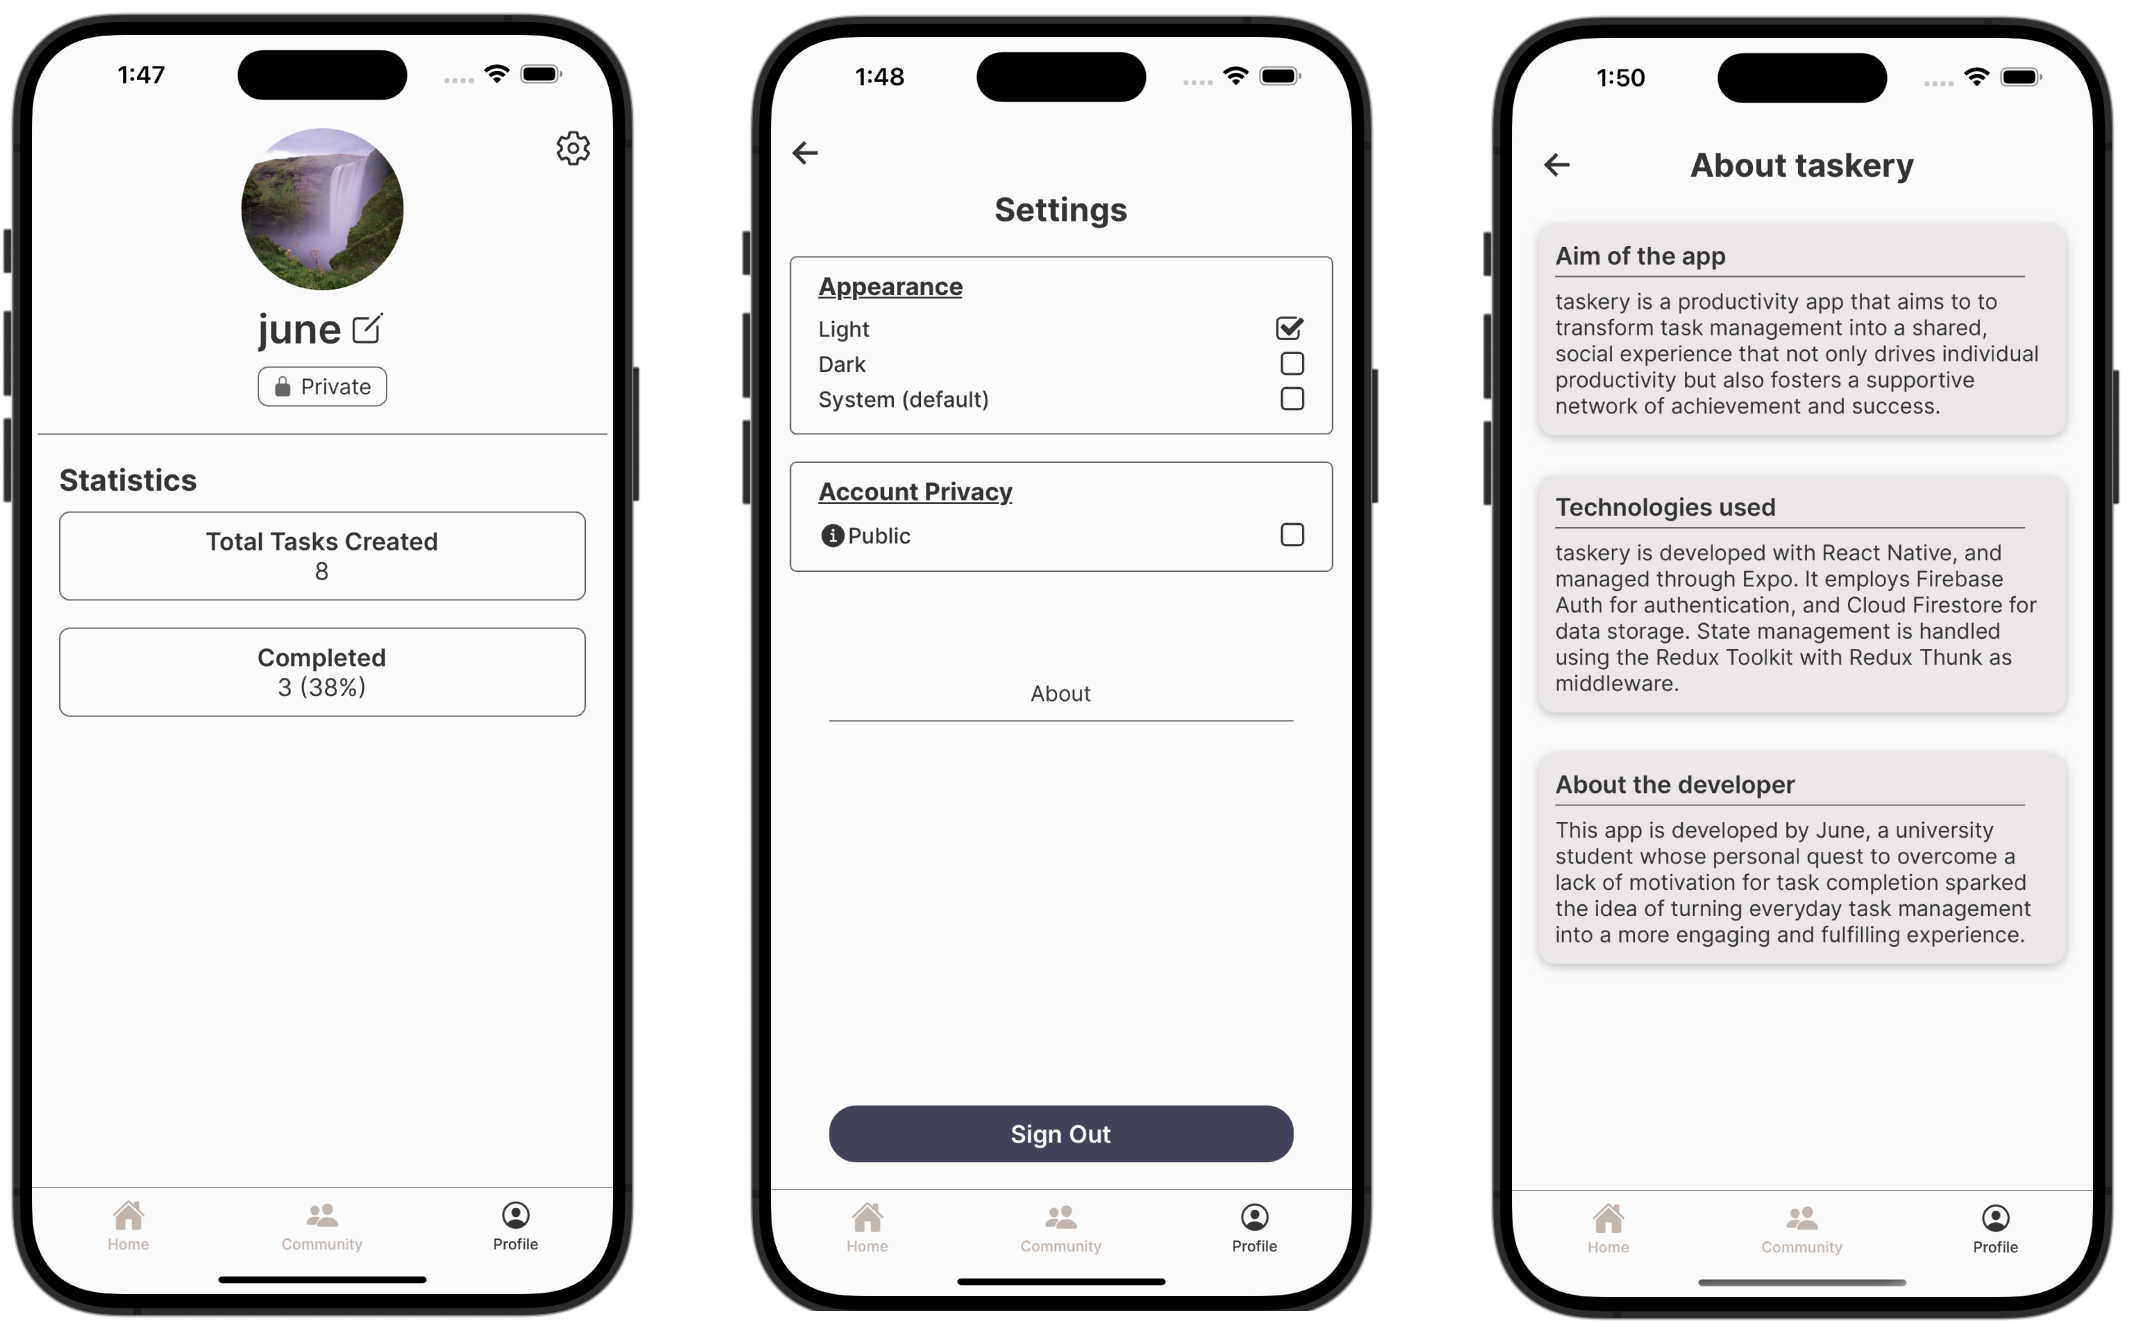 1:47
june
Private
Statistics
Total Tasks Created
8
Completed
3 (38%)
Home
Community
Profile
1:48
Settings
Appearance
Light
Dark
System (default)
Account Privacy
Public
About
Sign Out
Home
Community
Profile
1:50
About taskery
Aim of the app
taskery is a productivity app that aims to to
transform task management into a shared,
social experience that not only drives individual
productivity but also fosters a supportive
network of achievement and success.
Technologies used
taskery is developed with React Native, and
managed through Expo. It employs Firebase
Auth for authentication, and Cloud Firestore for
data storage. State management is handled
using the Redux Toolkit with Redux Thunk as
middleware.
About the developer
This app is developed by June, a university
student whose personal quest to overcome a
lack of motivation for task completion sparked
the idea of turning everyday task management
into a more engaging and fulfilling experience.
Home
Community
Profile